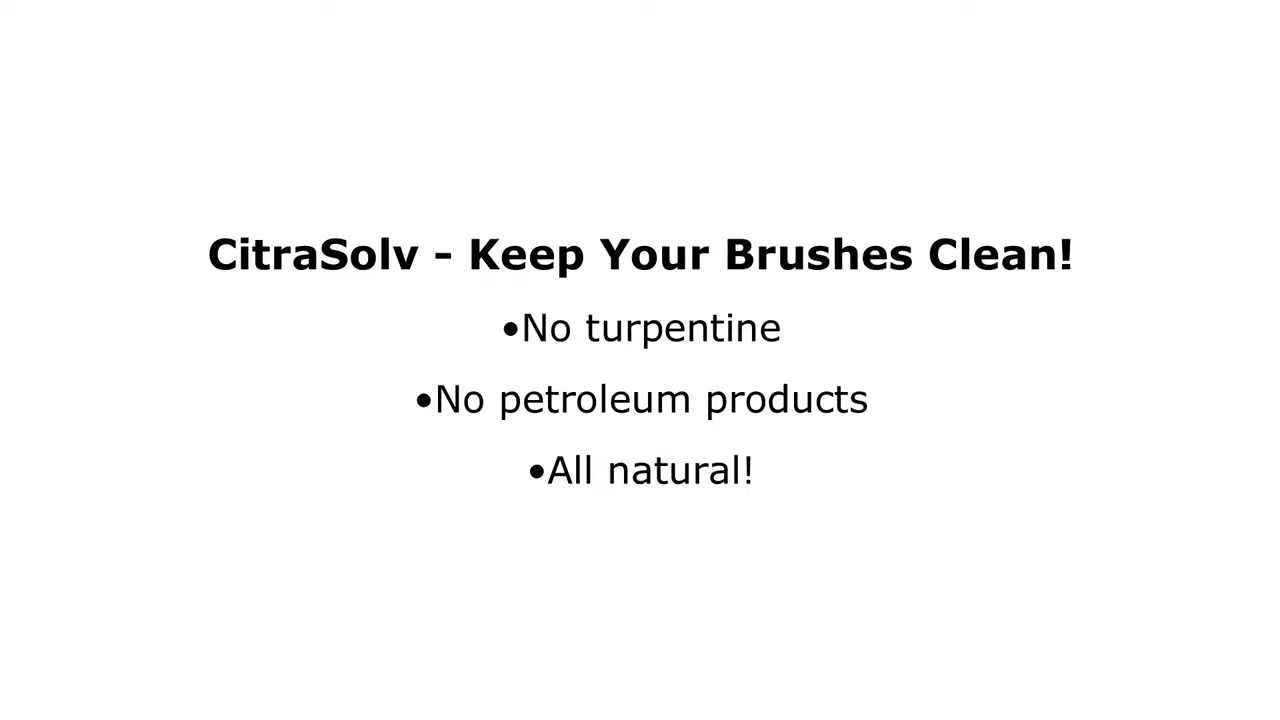 CitraSolv - Keep Your Brushes Clean!
•No turpentine
•No petroleum products
•All natural!